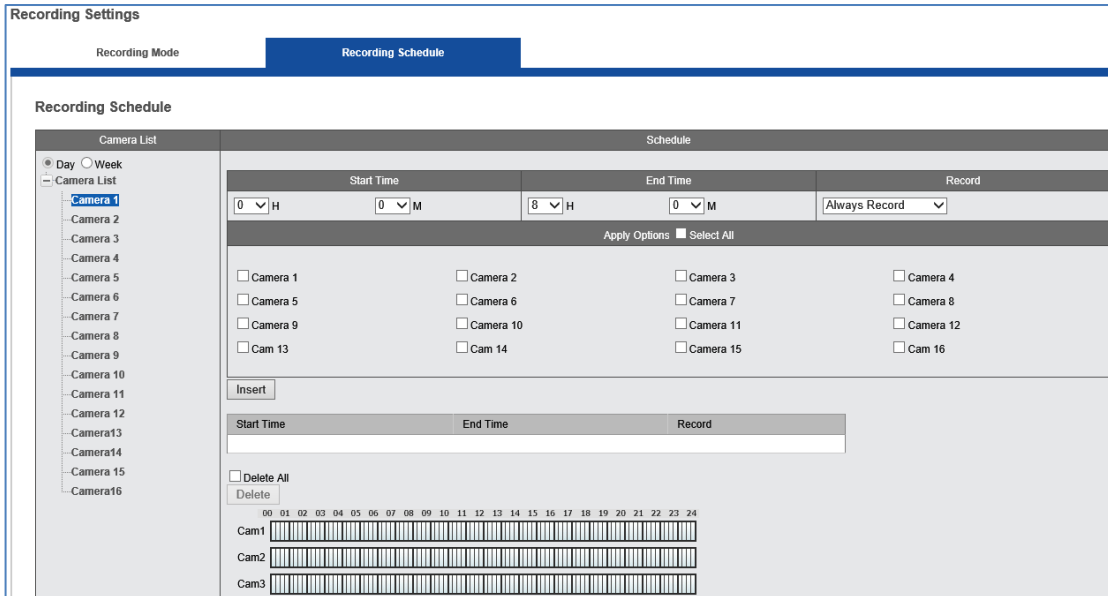 Recording Settings
Recording Mode Recording Schedule
Recording Schedule
Camera List Schedule
Day Week
Camera List
Camera 1
Camera 2
Camera 3
Camera 4
Camera 5
Camera 6
Camera 7
Camera 8
Camera 9
Camera 10
Camera 11
Camera 12
Camera13
Camera14
Camera 15
Camera16
Start Time End Time Record
0 H 0 M 8 H 0 M Always Record
Apply Options Select All
Camera 1 Camera 2 Camera 3 Camera 4
Camera 5 Camera 6 Camera 7 Camera 8
Camera 9 Camera 10 Camera 11 Camera 12
Cam 13 Cam 14 Camera 15 Cam 16
Insert
Start Time End Time Record
Delete All
Delete
00 01 02 03 04 05 06 07 08 09 10 11 12 13 14 15 16 17 18 19 20 21 22 23 24
Cam1
Cam2
Cam3